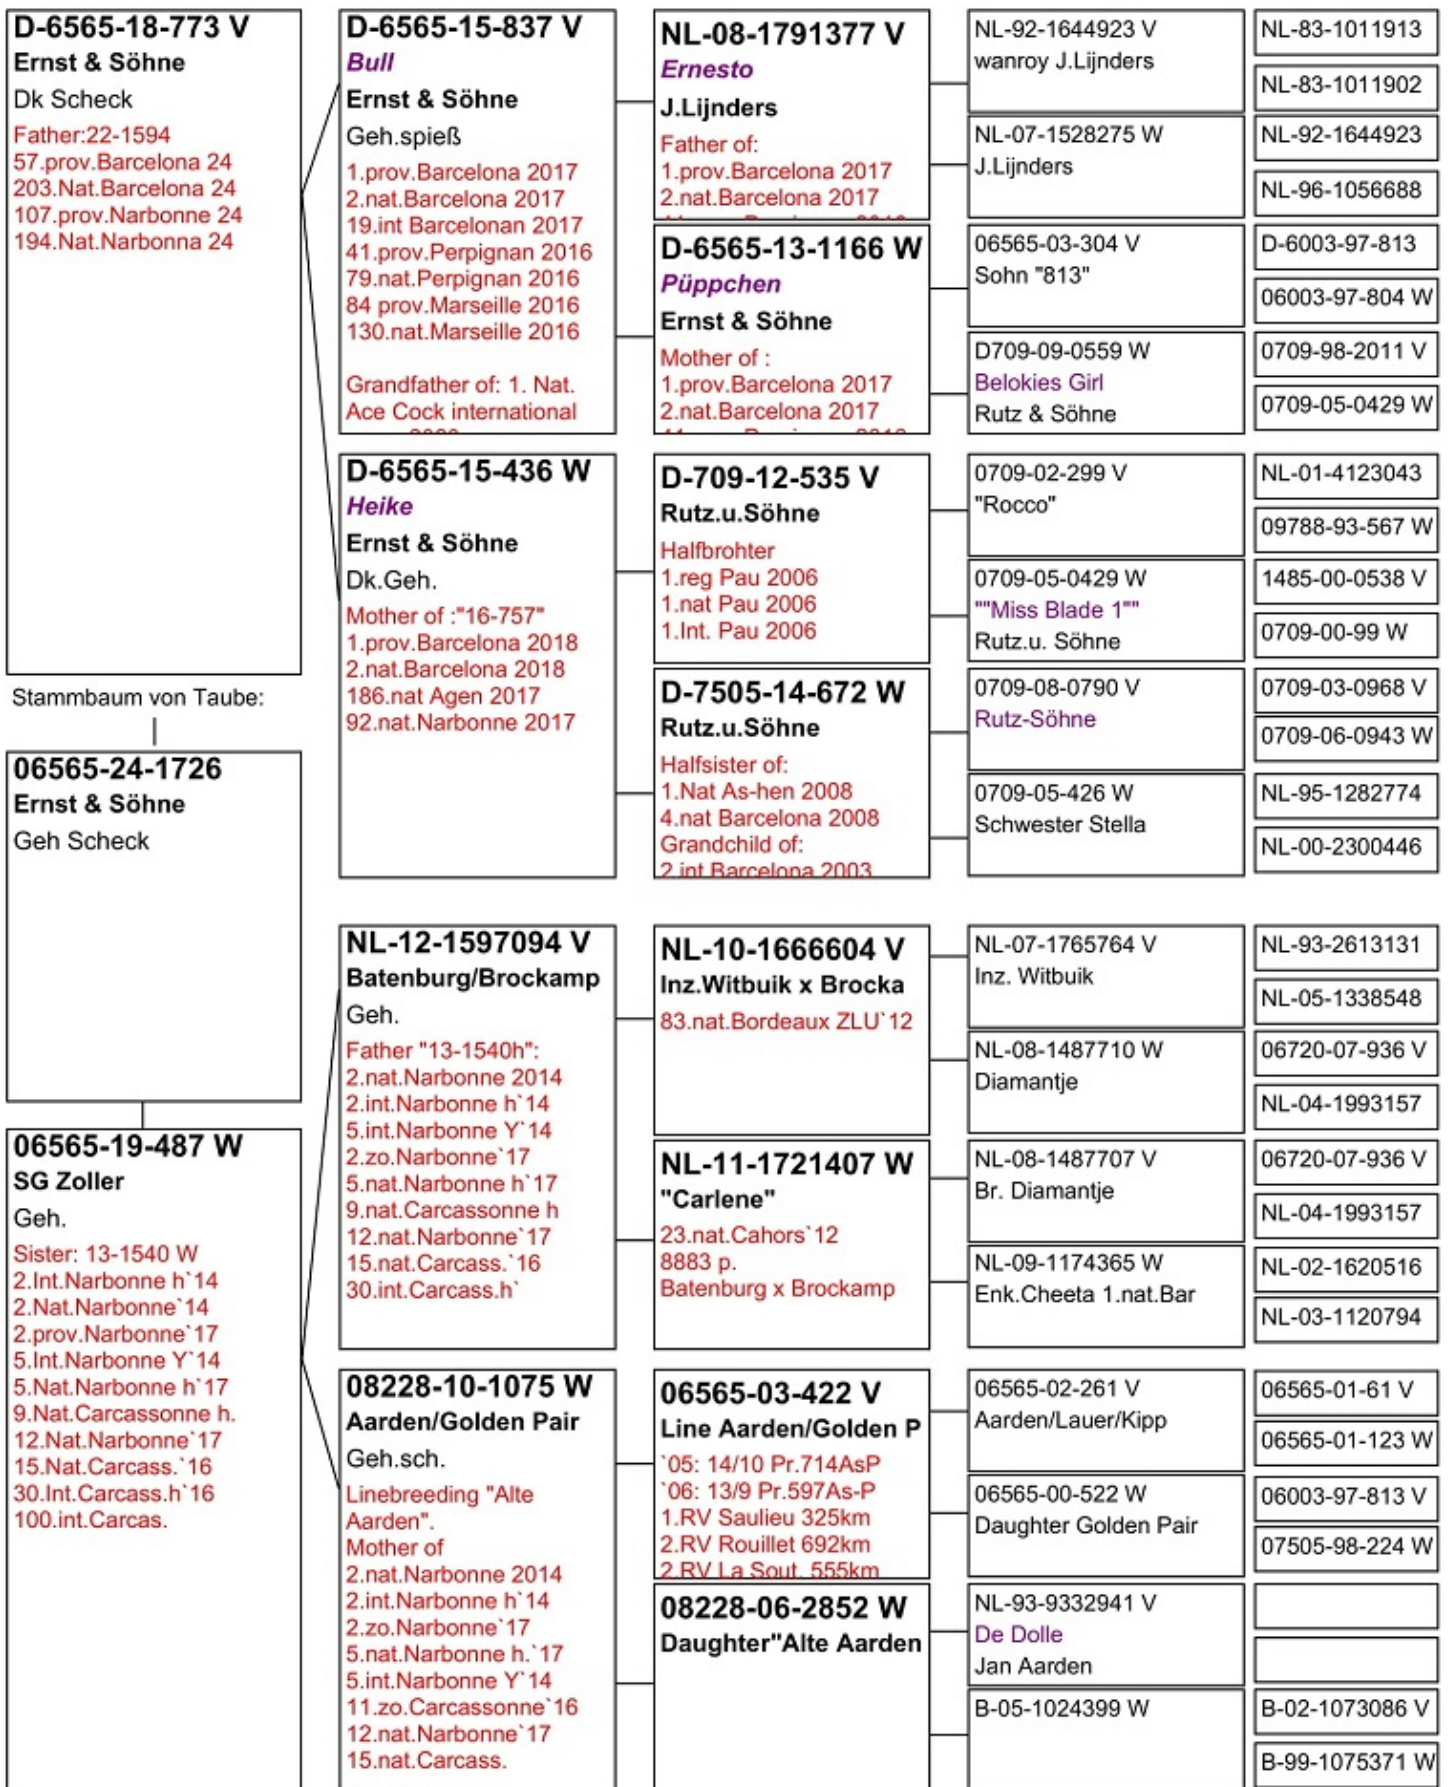 D-6565-18-773 V
Ernst & Söhne
Dk Scheck
Father:22-1594
57.prov.Barcelona 24
203.Nat.Barcelona 24
107.prov.Narbonne 24
194.Nat.Narbonna 24
Stammbaum von Taube:
06565-24-1726
Ernst & Söhne
Geh Scheck
06565-19-487 W
SG Zoller
Geh.
Sister: 13-1540 W
2.Int.Narbonne h`14
2.Nat.Narbonne`14
2.prov.Narbonne`17
5.Int.Narbonne Y`14
5.Nat.Narbonne h`17
9.Nat.Carcassonne h.
12.Nat.Narbonne`17
15.Nat.Carcass.`16
30.Int.Carcass.h`16
100.int.Carcas.
D-6565-15-837 V
Bull
Ernst & Söhne
Geh.spieß
1.prov.Barcelona 2017
2.nat.Barcelona 2017
19.int Barcelonan 2017
41.prov.Perpignan 2016
79.nat.Perpignan 2016
84 prov.Marseille 2016
130.nat.Marseille 2016
Grandfather of: 1. Nat.
Ace Cock international
D-6565-15-436 W
Heike
Ernst & Söhne
Dk.Geh.
Mother of :"16-757"
1.prov.Barcelona 2018
2.nat.Barcelona 2018
186.nat Agen 2017
92.nat.Narbonne 2017
NL-12-1597094 V
Batenburg/Brockamp
Geh.
Father "13-1540h":
2.nat.Narbonne 2014
2.int.Narbonne h`14
5.int.Narbonne Y`14
2.zo.Narbonne`17
5.nat.Narbonne h`17
9.nat.Carcassonne h
12.nat.Narbonne`17
15.nat.Carcass.`16
30.int.Carcass.h`
08228-10-1075 W
Aarden/Golden Pair
Geh.sch.
Linebreeding "Alte
Aarden".
Mother of
2.nat.Narbonne 2014
2.int.Narbonne h`14
2.zo.Narbonne`17
5.nat.Narbonne h.`17
5.int.Narbonne Y`14
11.zo.Carcassonne`16
12.nat.Narbonne`17
15.nat.Carcass.
NL-08-1791377 V
Ernesto
J.Lijnders
Father of:
1.prov.Barcelona 2017
2.nat.Barcelona 2017
D-6565-13-1166 W
Püppchen
Ernst & Söhne
Mother of :
1.prov.Barcelona 2017
2.nat.Barcelona 2017
D-709-12-535 V
Rutz.u.Söhne
Halfbrohter
1.reg Pau 2006
1.nat Pau 2006
1.Int. Pau 2006
D-7505-14-672 W
Rutz.u.Söhne
Halfsister of:
1.Nat As-hen 2008
4.nat Barcelona 2008
Grandchild of:
2.int Barcelona 2003
NL-10-1666604 V
Inz.Witbuik x Brocka
83.nat.Bordeaux ZLU`12
NL-11-1721407 W
"Carlene"
23.nat.Cahors`12
8883 p.
Batenburg x Brockamp
06565-03-422 V
Line Aarden/Golden P
`05: 14/10 Pr.714AsP
`06: 13/9 Pr.597As-P
1.RV Saulieu 325km
2.RV Rouillet 692km
2.RV La Sout. 555km
08228-06-2852 W
Daughter"Alte Aarden
NL-92-1644923 V
wanroy J.Lijnders
NL-07-1528275 W
J.Lijnders
06565-03-304 V
Sohn "813"
D709-09-0559 W
Belokies Girl
Rutz & Söhne
0709-02-299 V
"Rocco"
0709-05-0429 W
""Miss Blade 1""
Rutz.u. Söhne
0709-08-0790 V
Rutz-Söhne
0709-05-426 W
Schwester Stella
NL-07-1765764 V
Inz. Witbuik
NL-08-1487710 W
Diamantje
NL-08-1487707 V
Br. Diamantje
NL-09-1174365 W
Enk.Cheeta 1.nat.Bar
06565-02-261 V
Aarden/Lauer/Kipp
06565-00-522 W
Daughter Golden Pair
NL-93-9332941 V
De Dolle
Jan Aarden
B-05-1024399 W
NL-83-1011913
NL-83-1011902
NL-92-1644923
NL-96-1056688
D-6003-97-813
06003-97-804 W
0709-98-2011 V
0709-05-0429 W
NL-01-4123043
09788-93-567 W
1485-00-0538 V
0709-00-99 W
0709-03-0968 V
0709-06-0943 W
NL-95-1282774
NL-00-2300446
NL-93-2613131
NL-05-1338548
06720-07-936 V
NL-04-1993157
06720-07-936 V
NL-04-1993157
NL-02-1620516
NL-03-1120794
06565-01-61 V
06565-01-123 W
06003-97-813 V
07505-98-224 W
B-02-1073086 V
B-99-1075371 W